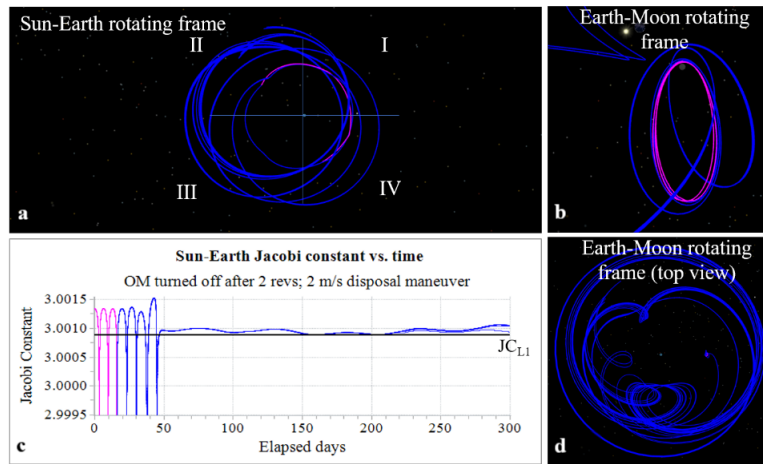 Sun-Earth rotating frame
II
I
III
IV
a
Earth-Moon rotating
frame
b
Sun-Earth Jacobi constant vs. time
OM turned off after 2 revs; 2 m/s disposal maneuver
Jacobi Constant
3.0015
3.0010
3.0005
3.0000
2.9995
JCL1
0
50
100
150
200
250
300
Elapsed days
c
Earth-Moon rotating
frame (top view)
d